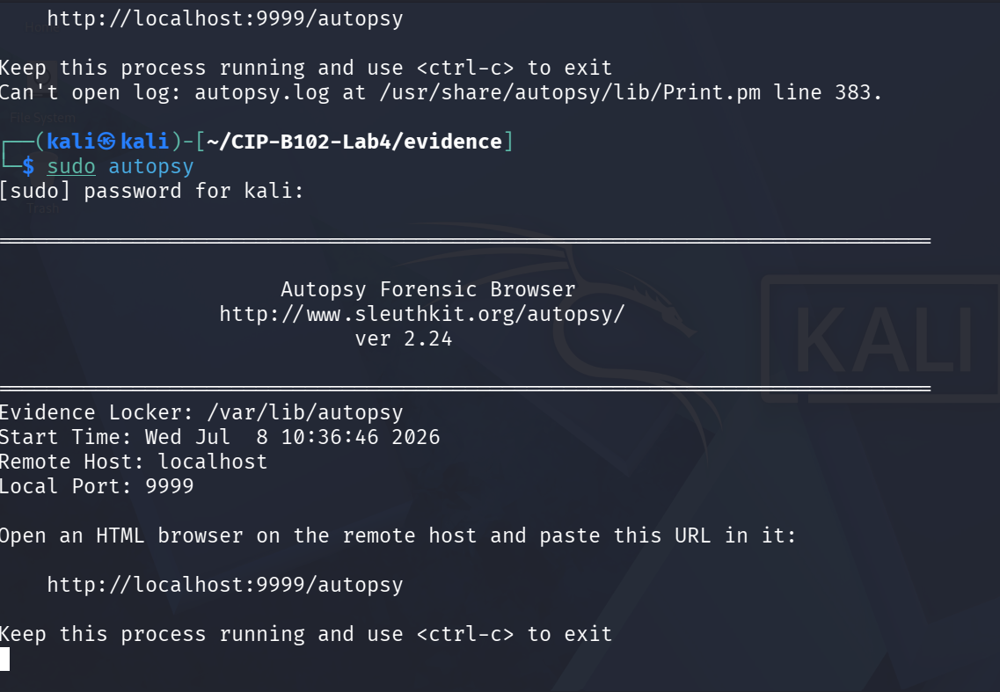 http://localhost:9999/autopsy
Keep this process running and use <ctrl-c> to exit
Can't open log: autopsy.log at /usr/share/autopsy/lib/Print.pm line 383.
┌──(kali㉿kali)-[~/CIP-B102-Lab4/evidence]
└─$ sudo autopsy
[sudo] password for kali:
============================================================================
Autopsy Forensic Browser
http://www.sleuthkit.org/autopsy/
ver 2.24
============================================================================
Evidence Locker: /var/lib/autopsy
Start Time: Wed Jul  8 10:36:46 2026
Remote Host: localhost
Local Port: 9999
Open an HTML browser on the remote host and paste this URL in it:
http://localhost:9999/autopsy
Keep this process running and use <ctrl-c> to exit
Home
File System
Trash
KALI